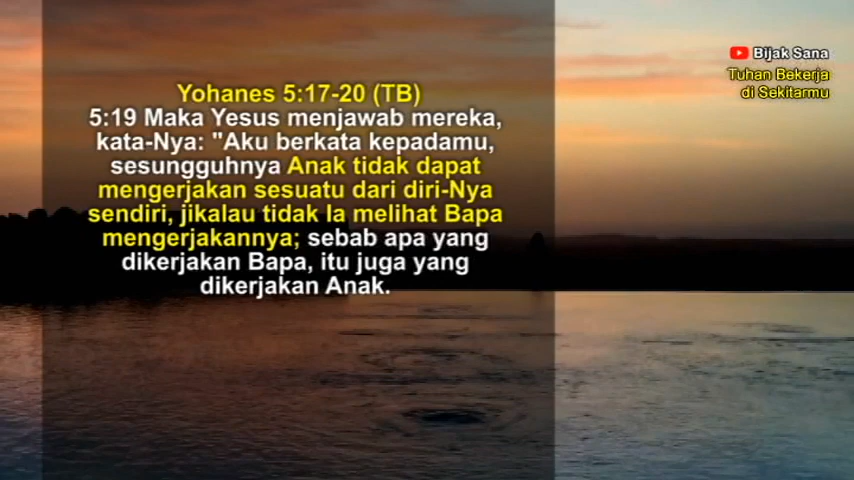 Yohanes 5:17-20 (TB)
5:19 Maka Yesus menjawab mereka,
kata-Nya: "Aku berkata kepadamu,
sesungguhnya Anak tidak dapat
mengerjakan sesuatu dari diri-Nya
sendiri, jikalau tidak Ia melihat Bapa
mengerjakannya; sebab apa yang
dikerjakan Bapa, itu juga yang
dikerjakan Anak.
Bijak Sana
Tuhan Bekerja
di Sekitarmu